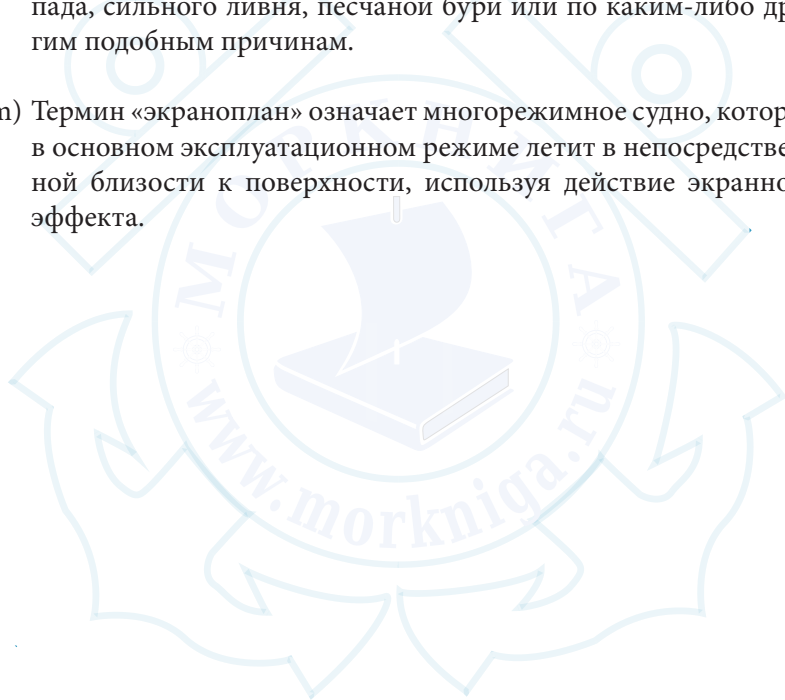 пада, сильного ливня, песчаной бури или по каким-либо др
гим подобным причинам.
m) Термин «экраноплан» означает многорежимное судно, котор
в основном эксплуатационном режиме летит в непосредстве
ной близости к поверхности, используя действие экранно
эффекта.
МОРКНИГА
www.morkniga.ru